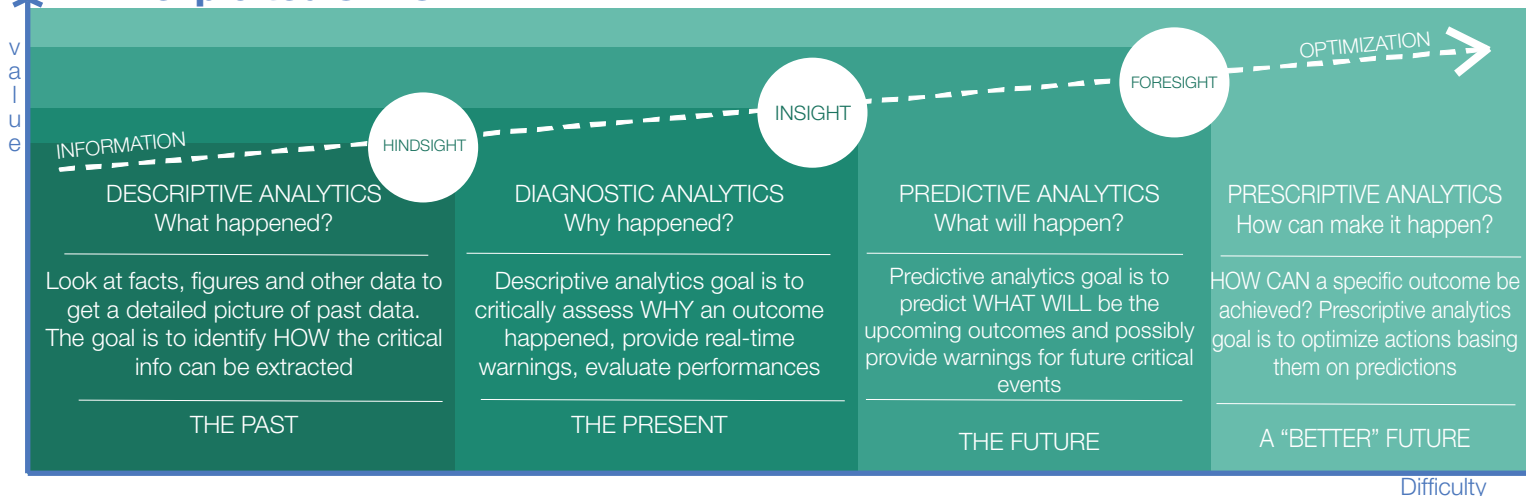 value
INFORMATION
HINDSIGHT
INSIGHT
FORESIGHT
OPTIMIZATION
DESCRIPTIVE ANALYTICS
What happened?
Look at facts, figures and other data to
get a detailed picture of past data.
The goal is to identify HOW the critical
info can be extracted
THE PAST
DIAGNOSTIC ANALYTICS
Why happened?
Descriptive analytics goal is to
critically assess WHY an outcome
happened, provide real-time
warnings, evaluate performances
THE PRESENT
PREDICTIVE ANALYTICS
What will happen?
Predictive analytics goal is to
predict WHAT WILL be the
upcoming outcomes and possibly
provide warnings for future critical
events
THE FUTURE
PRESCRIPTIVE ANALYTICS
How can make it happen?
HOW CAN a specific outcome be
achieved? Prescriptive analytics
goal is to optimize actions basing
them on predictions
A “BETTER” FUTURE
Difficulty